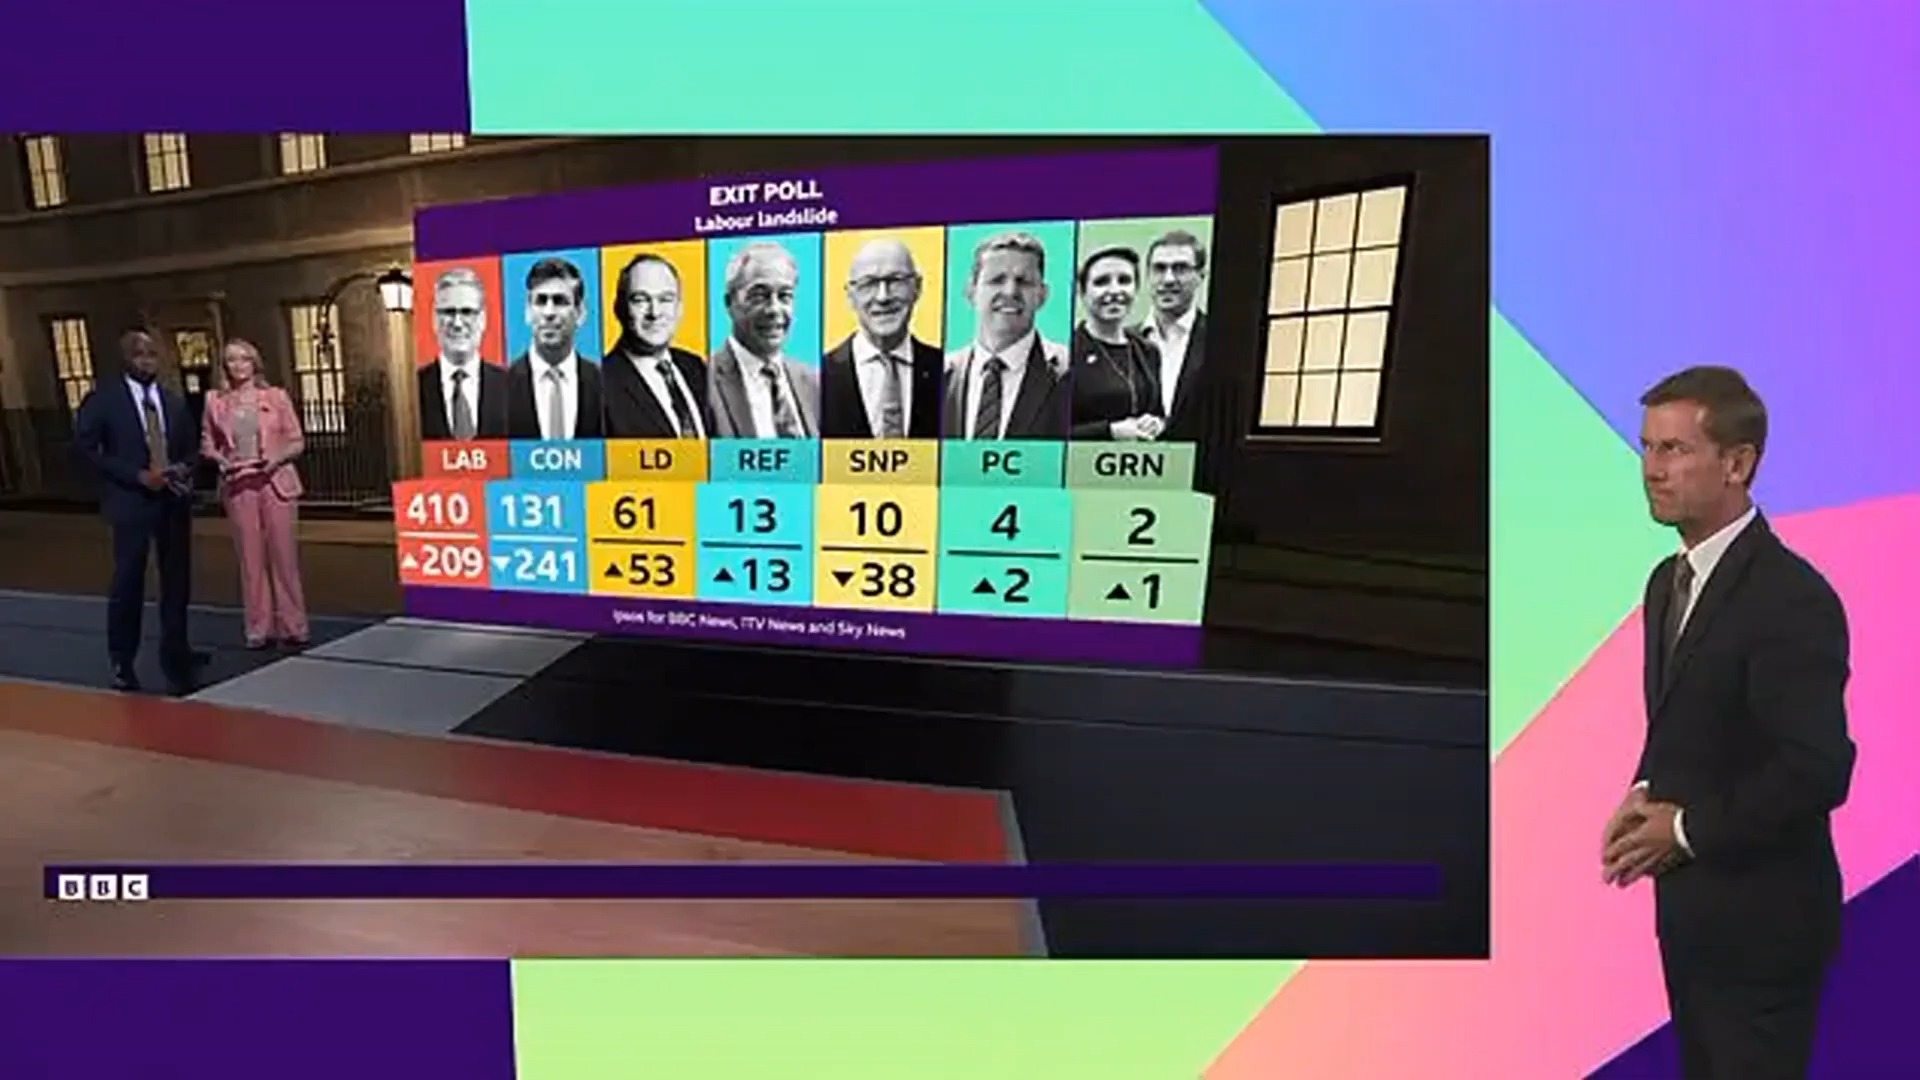 EXIT POLL
Labour landslide
LAB CON LD REF SNP PC GRN
410 131 61 13 10 4 2
▲209 ▼241 ▲53 ▲13 ▼38 ▲2 ▲1
Ipsos for BBC News, ITV News and Sky News
BBC